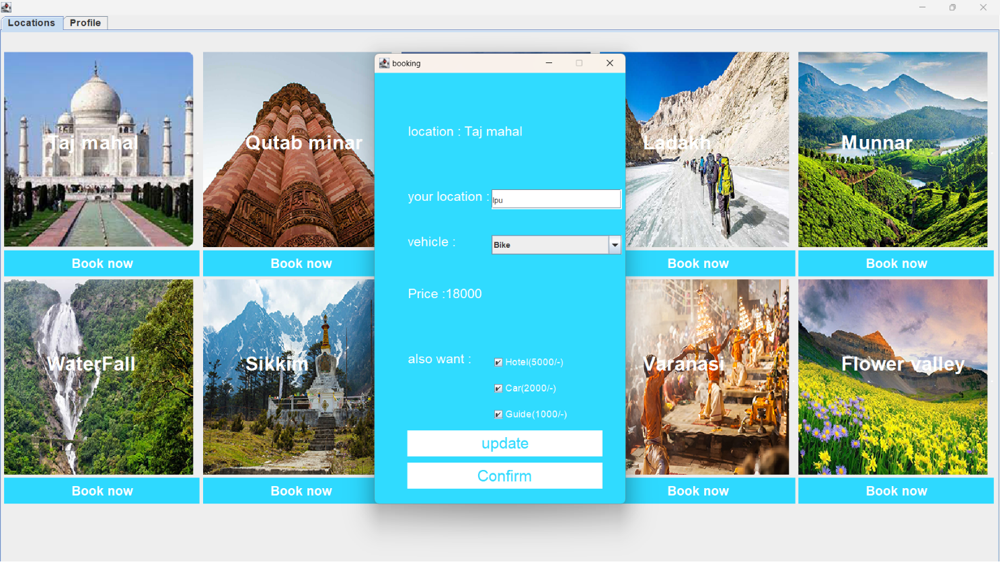 Locations Profile
booking
Taj mahal
Qutab minar
Ladakh
Munnar
location : Taj mahal
your location : lpu
vehicle : Bike
Price :18000
also want :
Hotel(5000/-)
Car(2000/-)
Guide(1000/-)
update
Confirm
Book now
Book now
Book now
Book now
WaterFall
Sikkim
Varanasi
Flower valley
Book now
Book now
Book now
Book now